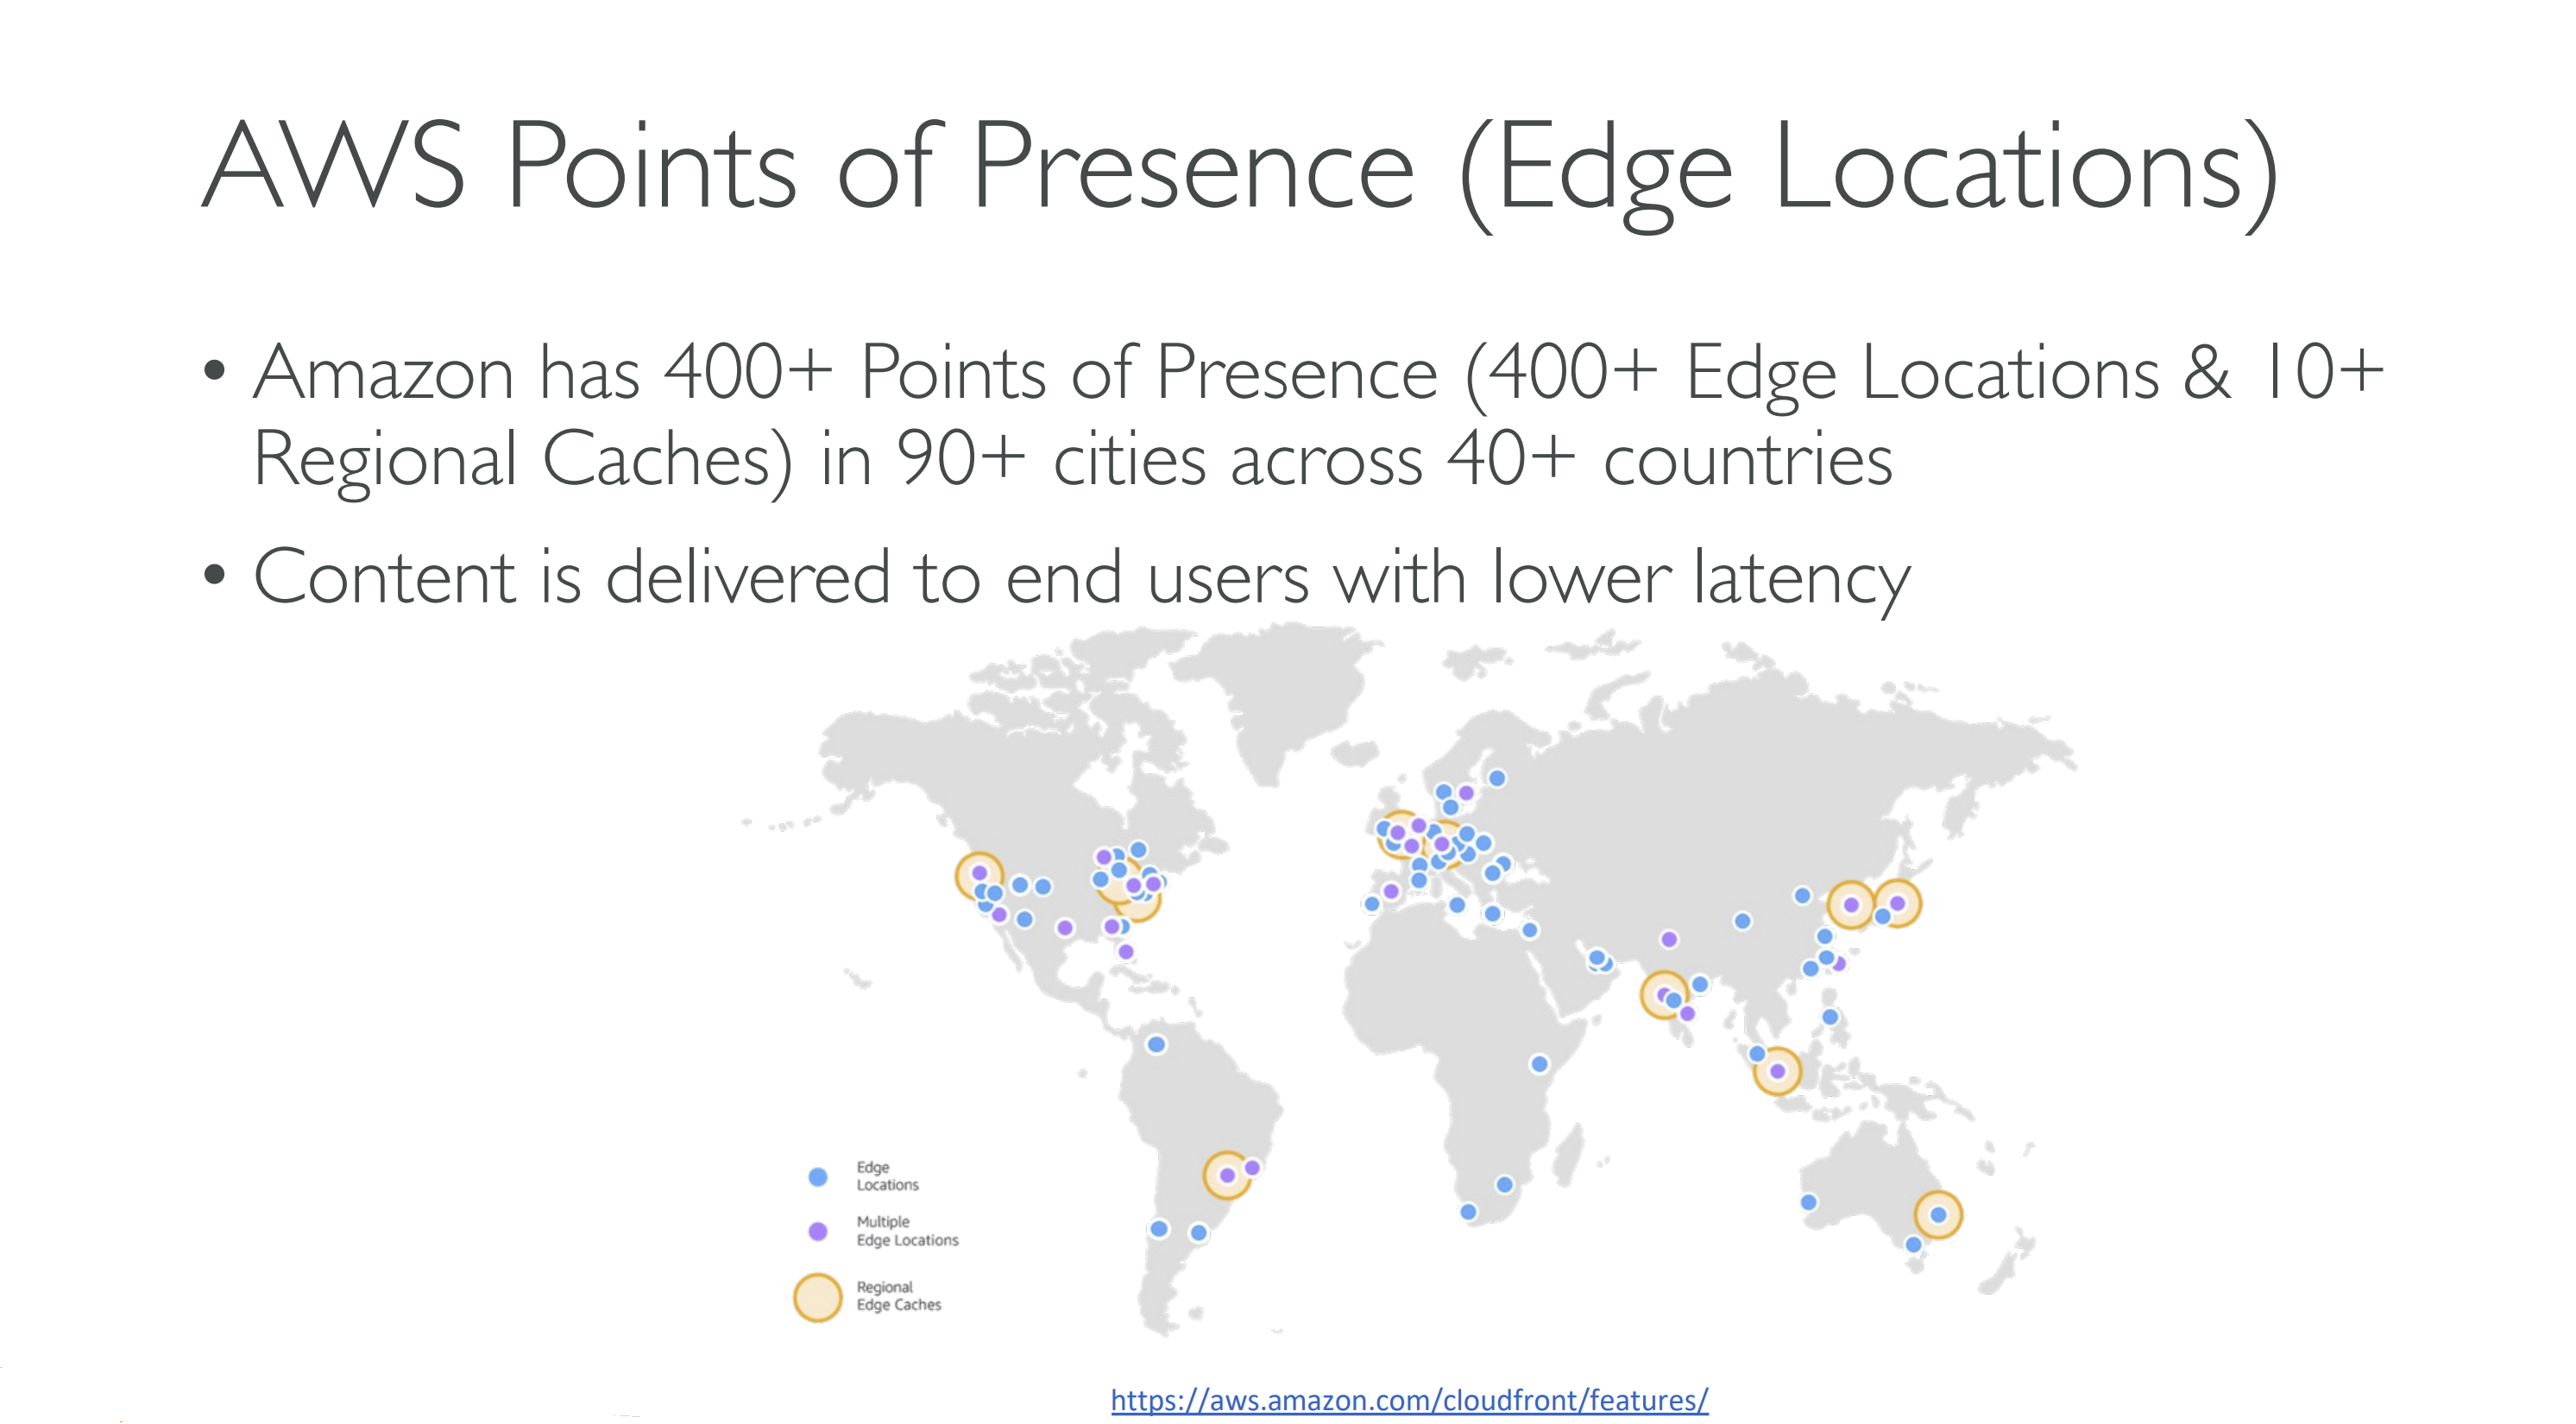 AWS Points of Presence (Edge Locations)
• Amazon has 400+ Points of Presence (400+ Edge Locations & 10+
Regional Caches) in 90+ cities across 40+ countries
• Content is delivered to end users with lower latency
Edge
Locations
Multiple
Edge Locations
Regional
Edge Caches
https://aws.amazon.com/cloudfront/features/